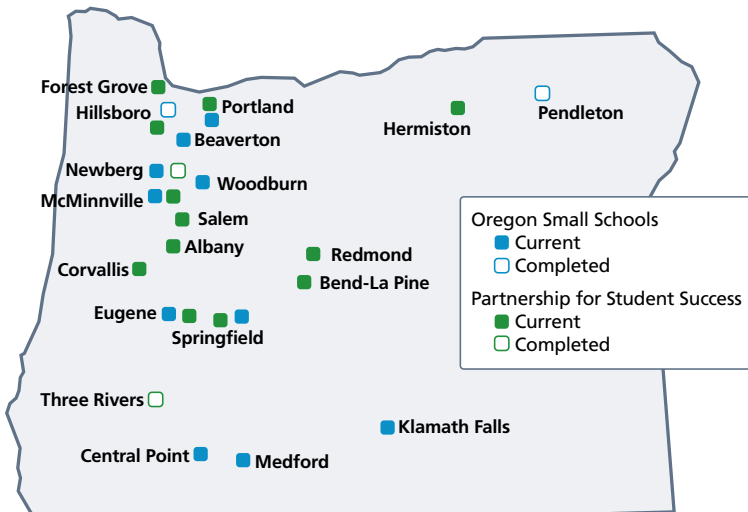 Forest Grove
Portland
Hillsboro
Hermiston
Pendleton
Beaverton
Newberg
Woodburn
McMinnville
Salem
Albany
Corvallis
Redmond
Bend-La Pine
Eugene
Springfield
Three Rivers
Klamath Falls
Central Point
Medford
Oregon Small Schools
Current
Completed
Partnership for Student Success
Current
Completed